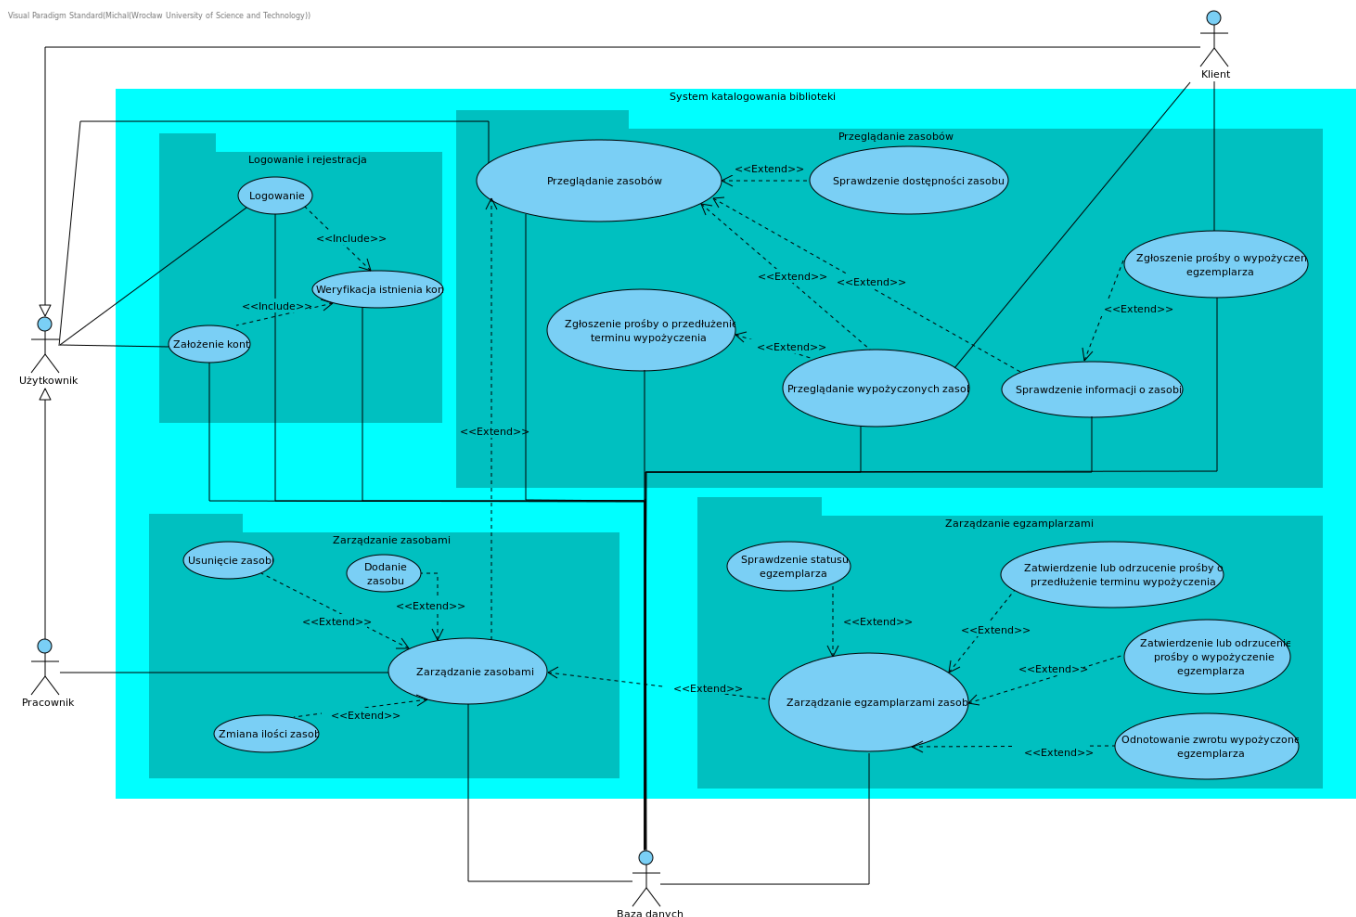 Visual Paradigm Standard(Michal(Wrocław University of Science and Technology))
Klient
System katalogowania biblioteki
Przeglądanie zasobów
Logowanie i rejestracja
<<Extend>>
Przeglądanie zasobów
Sprawdzenie dostępności zasobu
Logowanie
<<Include>>
Zgłoszenie prośby o wypożyczen
egzemplarza
<<Extend>>
<<Extend>>
Weryfikacja istnienia kon
<<Include>>
<<Extend>>
Zgłoszenie prośby o przedłużenie
terminu wypożyczenia
Założenie kont
<<Extend>>
Użytkownik
Przeglądanie wypożyczonych zasol
Sprawdzenie informacji o zasobi
<<Extend>>
Zarządzanie egzamplarzami
Zarządzanie zasobami
Usunięcie zasob
Dodanie
zasobu
Sprawdzenie statusu
egzemplarza
Zatwierdzenie lub odrzucenie prośby o
przedłużenie terminu wypożyczenia
<<Extend>>
<<Extend>>
<<Extend>>
<<Extend>>
Zatwierdzenie lub odrzucenie
prośby o wypożyczenie
egzemplarza
<<Extend>>
Zarządzanie zasobami
<<Extend>>
Pracownik
Zarządzanie egzamplarzami zasob
<<Extend>>
Zmiana ilości zasob
Odnotowanie zwrotu wypożyczone
egzemplarza
<<Extend>>
Baza danych